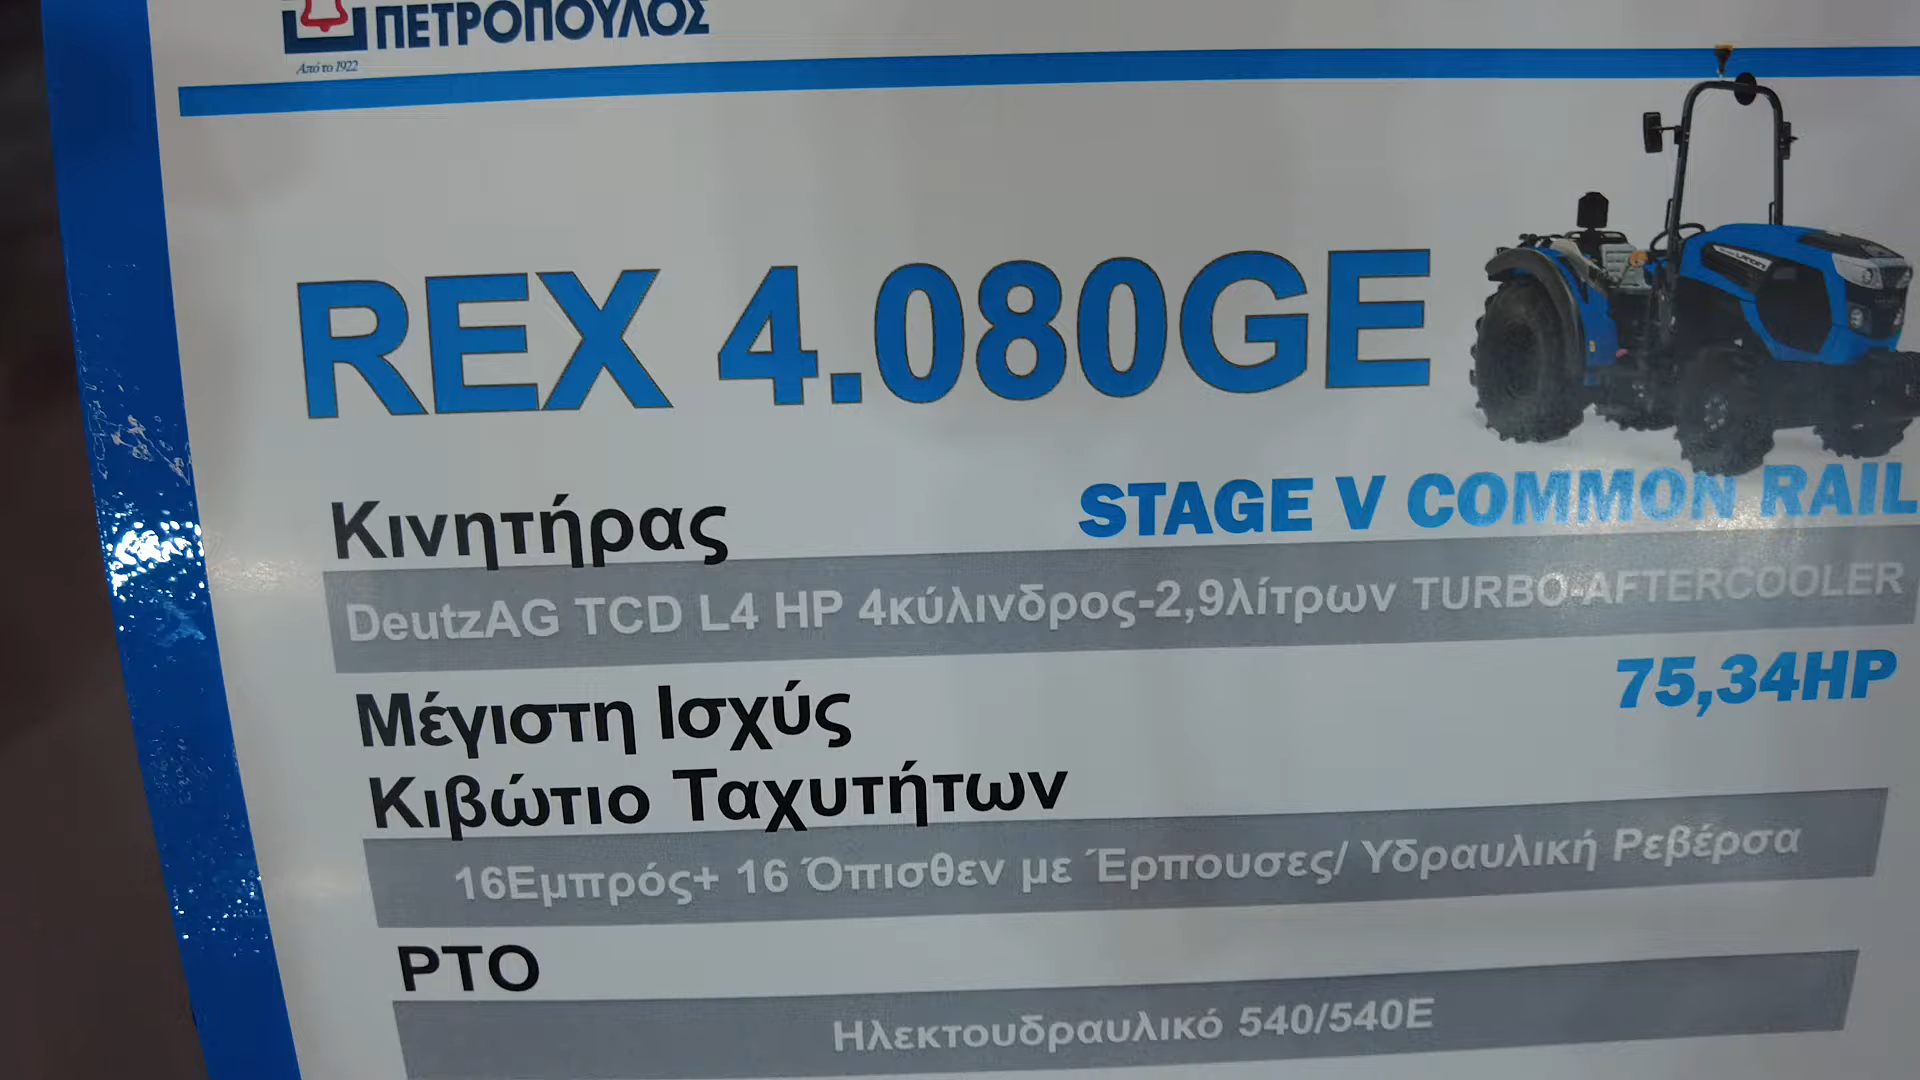 ΠΕΤΡΟΠΟΥΛΟΣ
Από το 1922
REX 4.080GE
Κινητήρας
STAGE V COMMON RAIL
DeutzAG TCD L4 HP 4κύλινδρος-2,9λίτρων TURBO-AFTERCOOLER
75,34HP
Μέγιστη Ισχύς
Κιβώτιο Ταχυτήτων
16Εμπρός+ 16 Όπισθεν με Έρπουσες/ Υδραυλική Ρεβέρσα
PTO
Ηλεκτουδραυλικό 540/540E